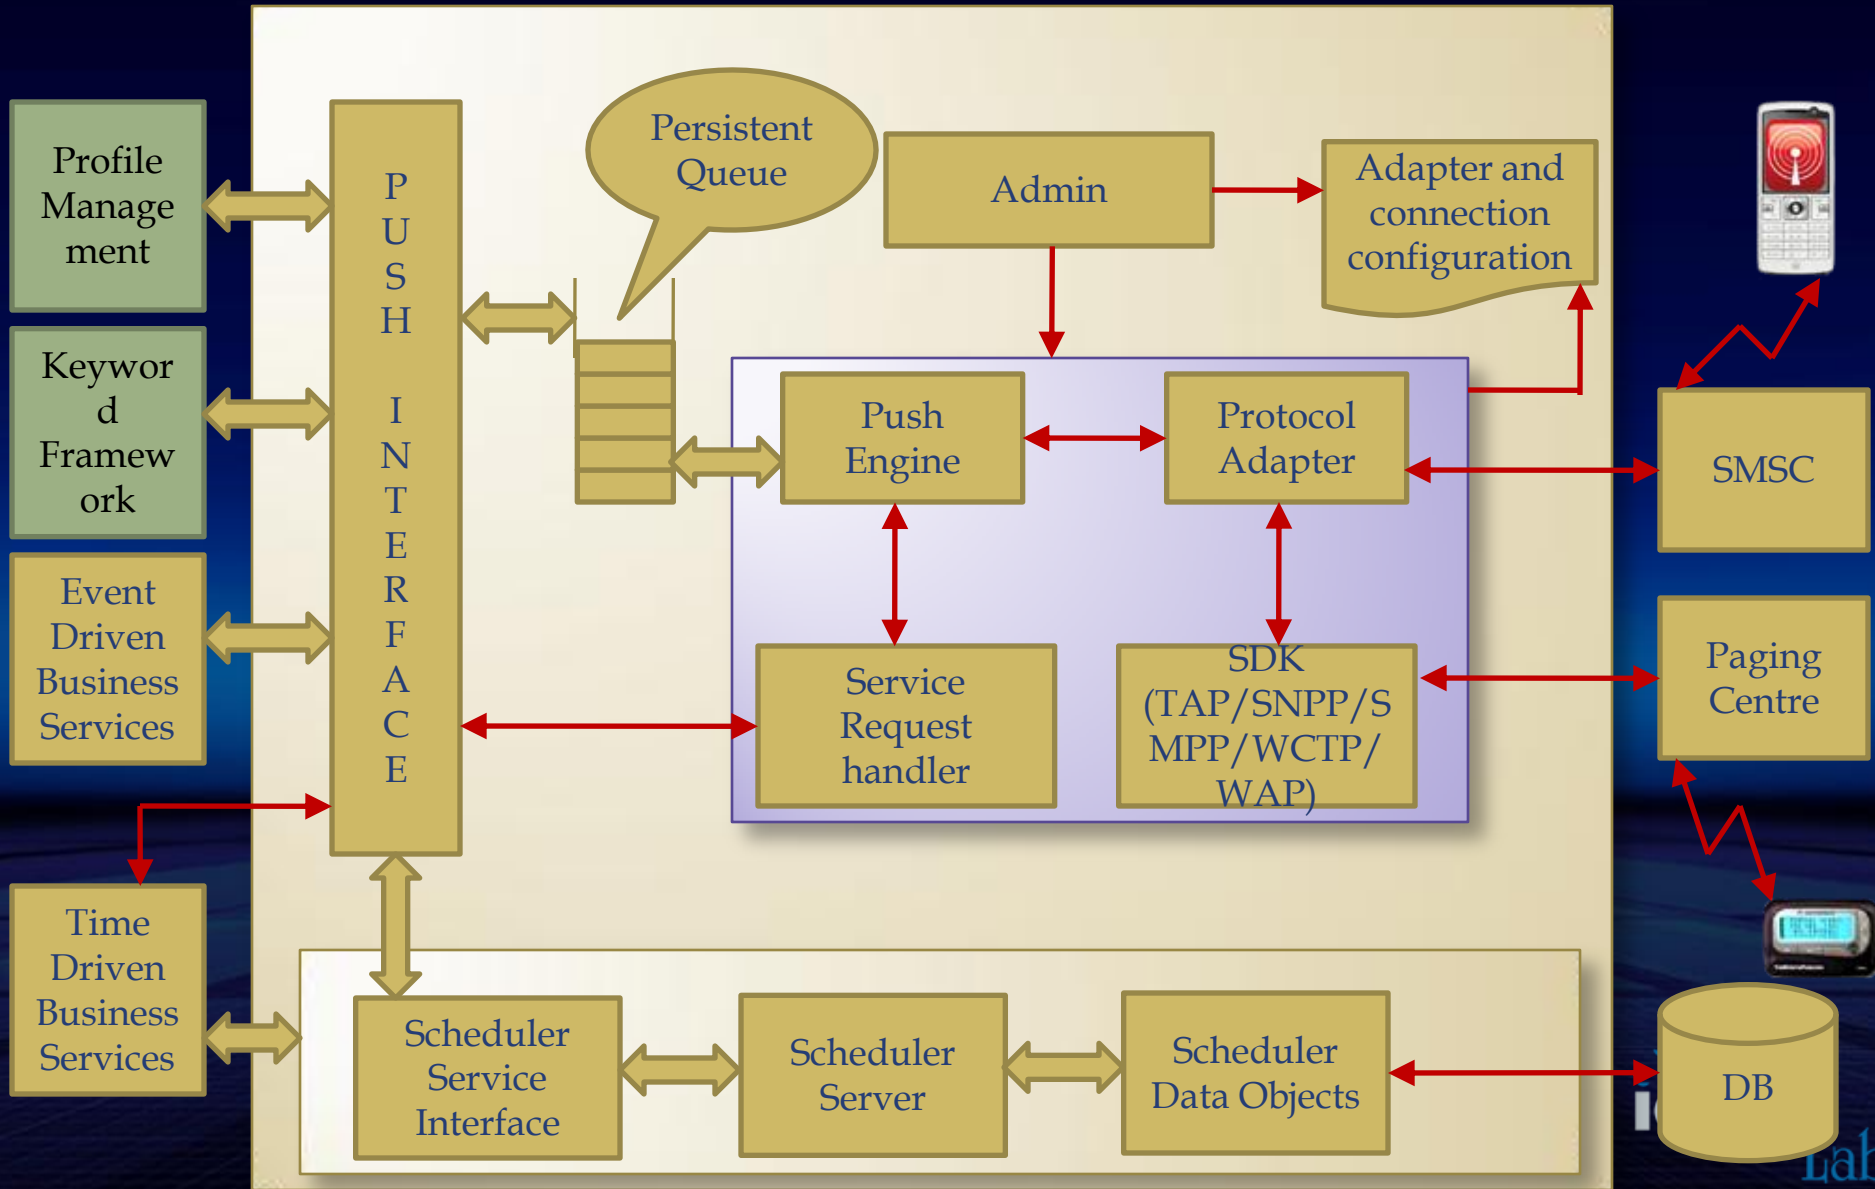 Profile
Manage
ment
Keywor
d
Framew
ork
Event
Driven
Business
Services
Time
Driven
Business
Services
P
U
S
H
I
N
T
E
R
F
A
C
E
Persistent
Queue
Admin
Adapter and
connection
configuration
Push
Engine
Protocol
Adapter
Service
Request
handler
SDK
(TAP/SNPP/S
MPP/WCTP/
WAP)
SMSC
Paging
Centre
Scheduler
Service
Interface
Scheduler
Server
Scheduler
Data Objects
DB